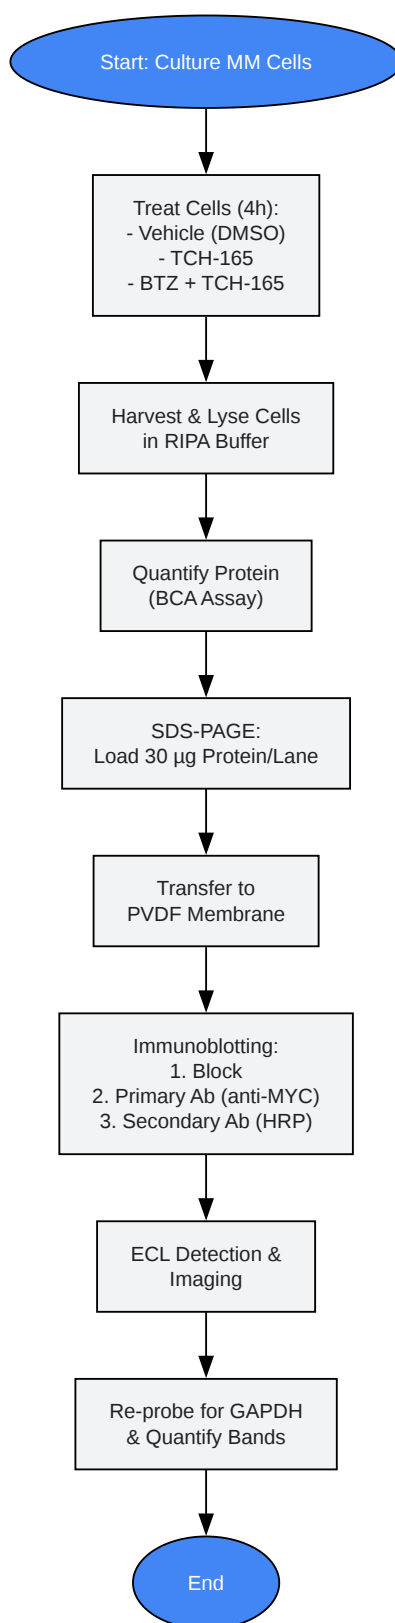 Start: Culture MM Cells
Treat Cells (4h):
- Vehicle (DMSO)
- TCH-165
- BTZ + TCH-165
Harvest & Lyse Cells
in RIPA Buffer
Quantify Protein
(BCA Assay)
SDS-PAGE:
Load 30 µg Protein/Lane
Transfer to
PVDF Membrane
Immunoblotting:
1. Block
2. Primary Ab (anti-MYC)
3. Secondary Ab (HRP)
ECL Detection &
Imaging
Re-probe for GAPDH
& Quantify Bands
End